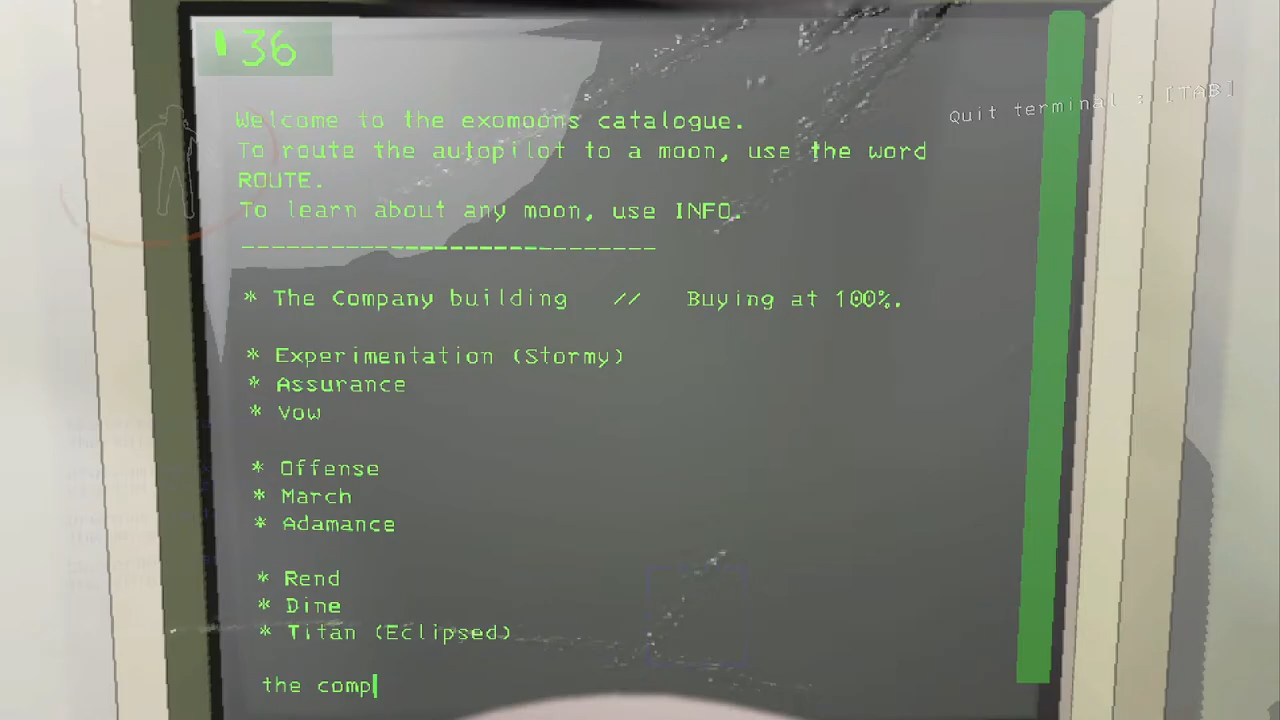 ▮36
Quit terminal : [TAB]
Welcome to the exomoons catalogue.
To route the autopilot to a moon, use the word
ROUTE.
To learn about any moon, use INFO.
----------------------------
* The Company building // Buying at 100%.
* Experimentation (Stormy)
* Assurance
* Vow
* Offense
* March
* Adamance
* Rend
* Dine
* Titan (Eclipsed)
the comp